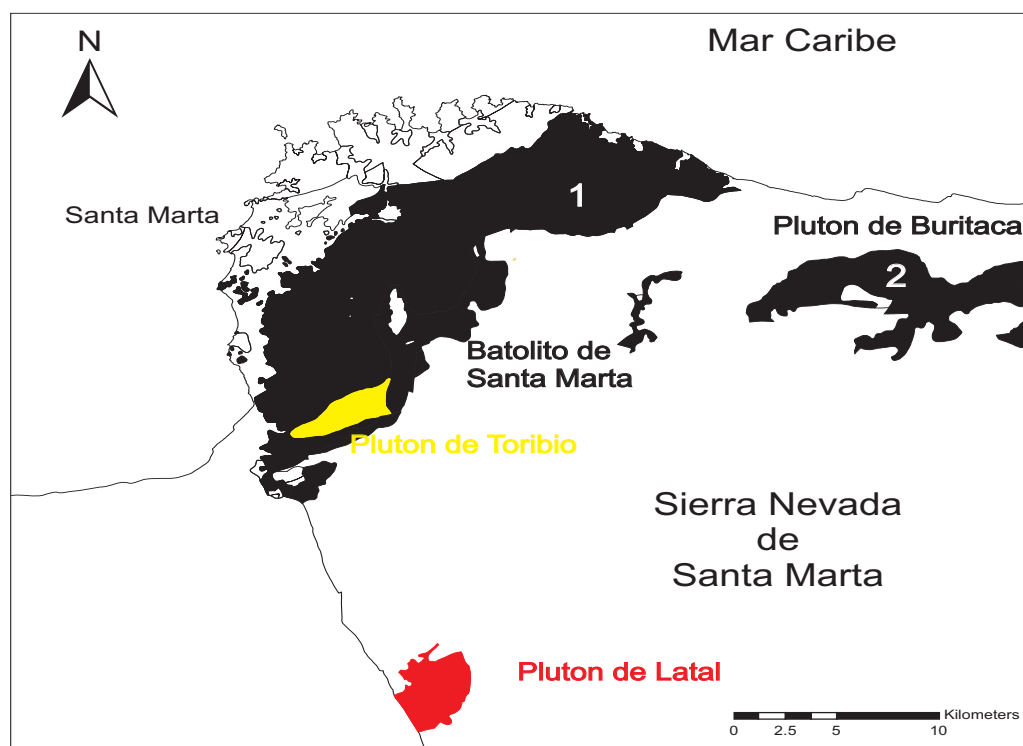 Mar Caribe
N
1
Santa Marta
Pluton de Buritaca
2
Batolito de
Santa Marta
Pluton de Toribio
Sierra Nevada
de
Santa Marta
Pluton de Latal
Kilometers
0 2.5 5 10